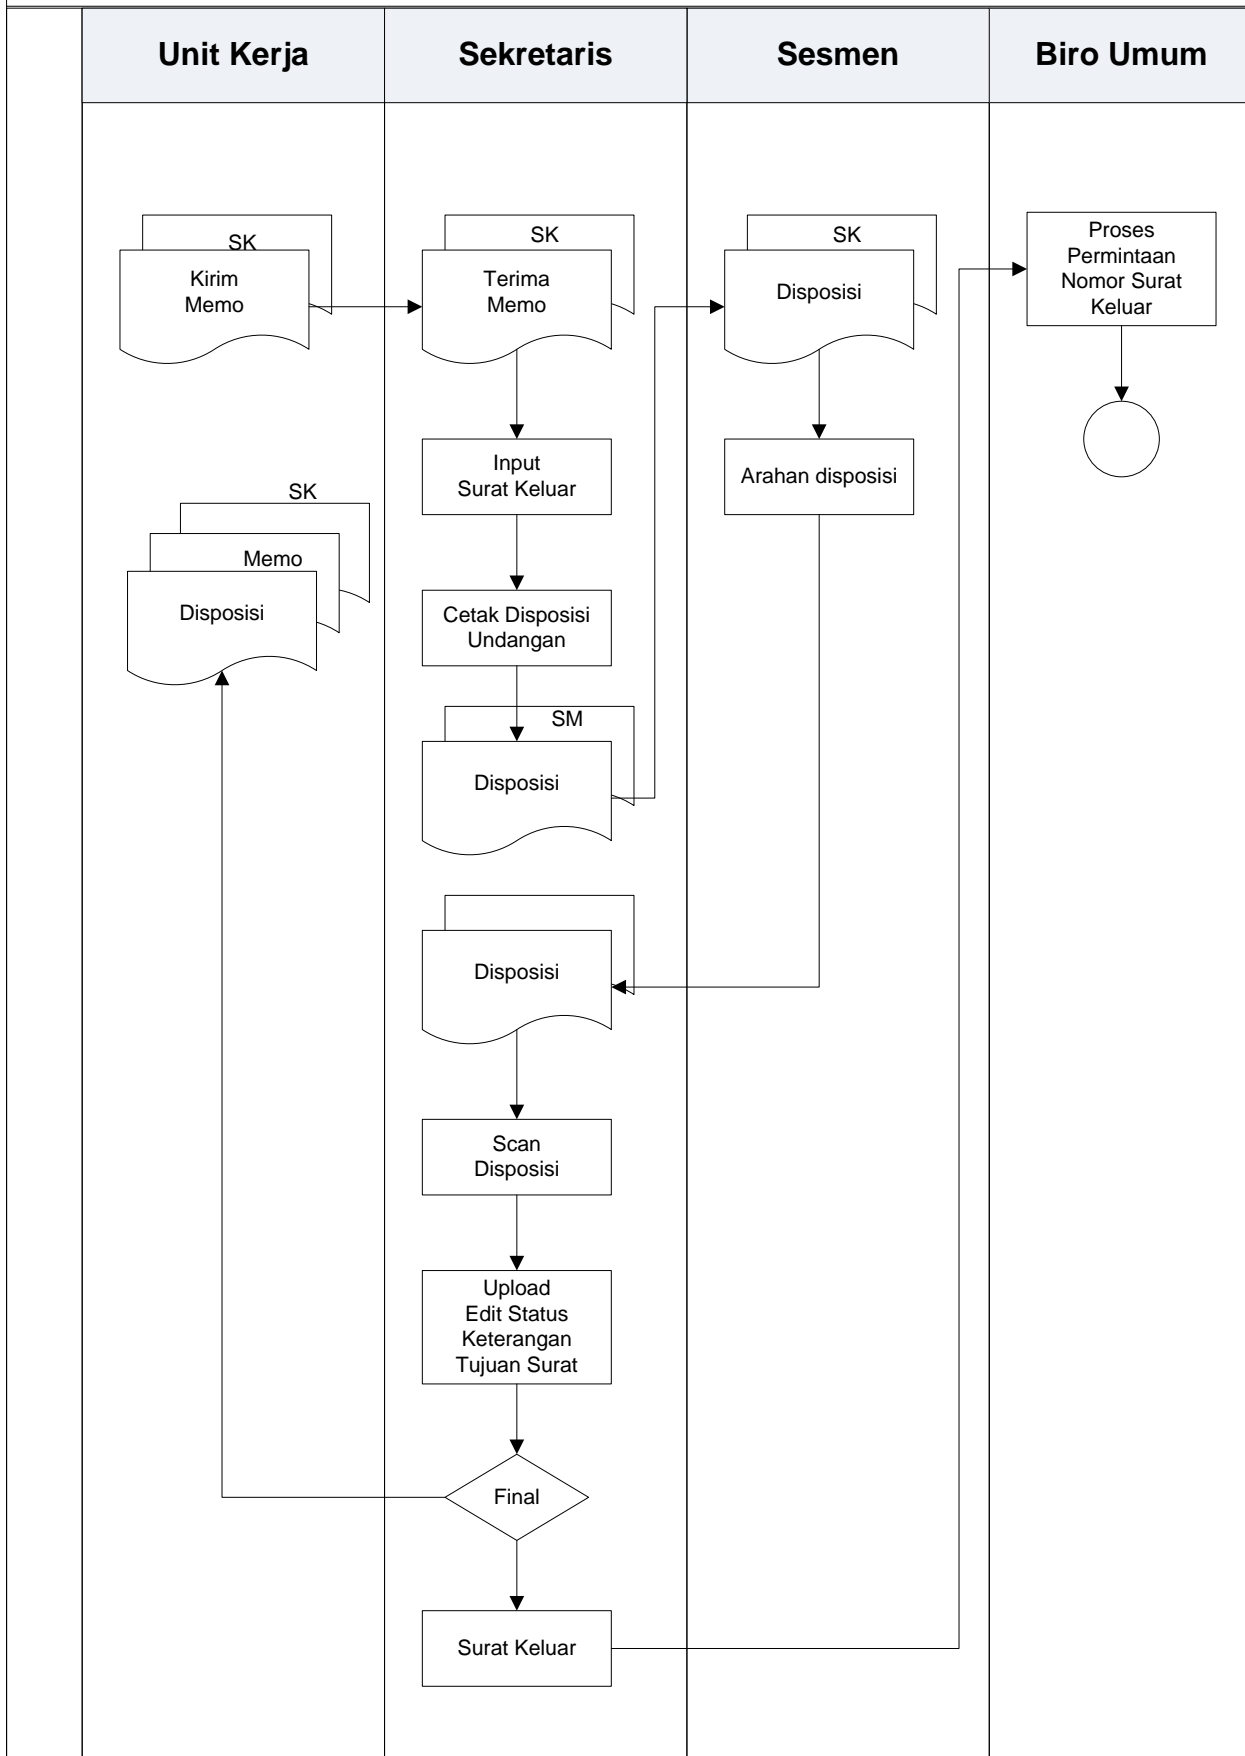 Unit Kerja
Sekretaris
Sesmen
Biro Umum
SK
Kirim
Memo
SK
Terima
Memo
SK
Disposisi
Proses
Permintaan
Nomor Surat
Keluar
Input
Surat Keluar
Arahan disposisi
SK
Memo
Disposisi
Cetak Disposisi
Undangan
SM
Disposisi
Disposisi
Scan
Disposisi
Upload
Edit Status
Keterangan
Tujuan Surat
Final
Surat Keluar